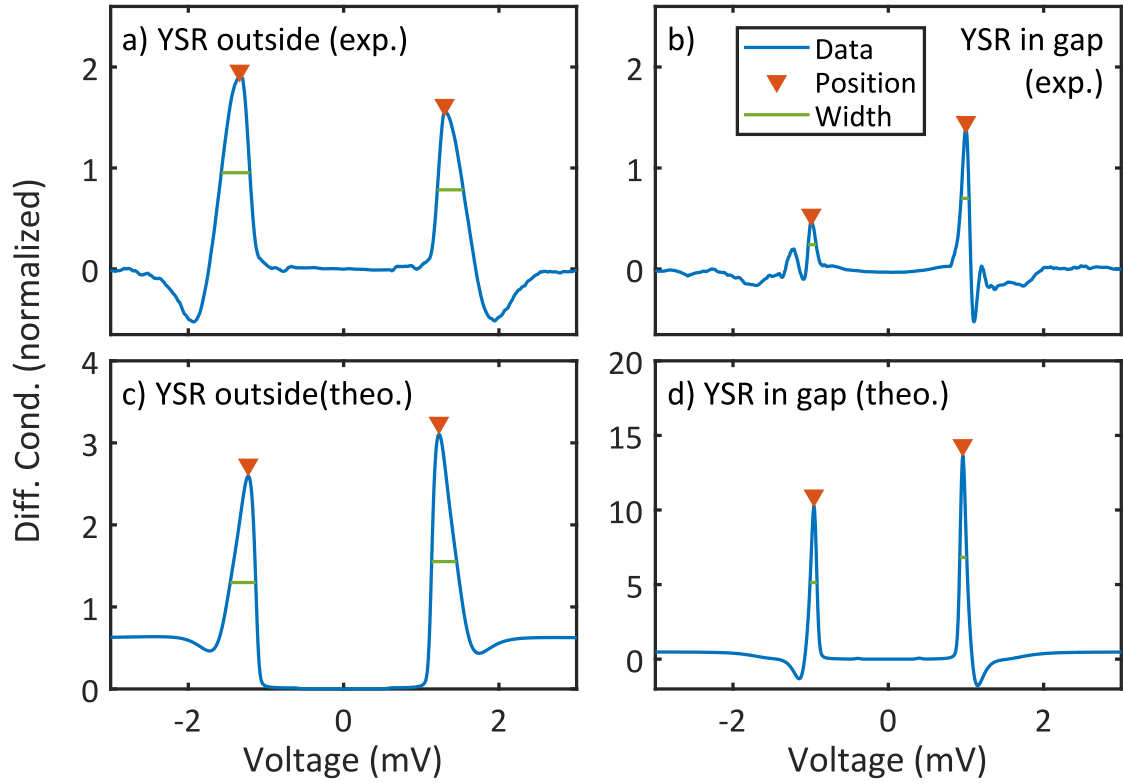 a) YSR outside (exp.)
2
1
0
b)
YSR in gap
(exp.)
Data
Position
Width
2
1
0
Diff. Cond. (normalized)
c) YSR outside(theo.)
4
3
2
1
0
-2
0
2
Voltage (mV)
d) YSR in gap (theo.)
20
15
10
5
0
-2
0
2
Voltage (mV)